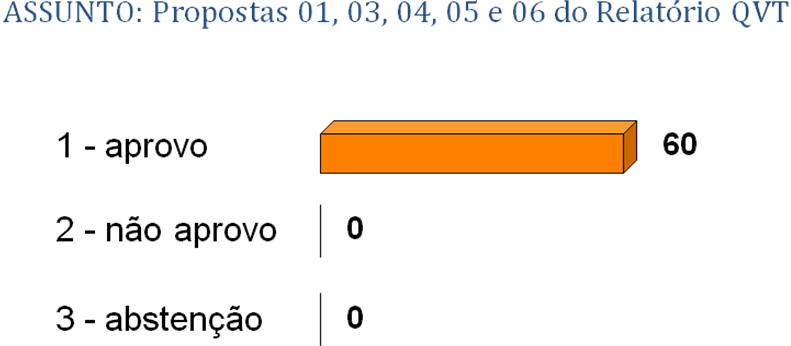 ASSUNTO: Propostas 01, 03, 04, 05 e 06 do Relatório QVT
1 - aprovo 60
2 - não aprovo 0
3 - abstenção 0